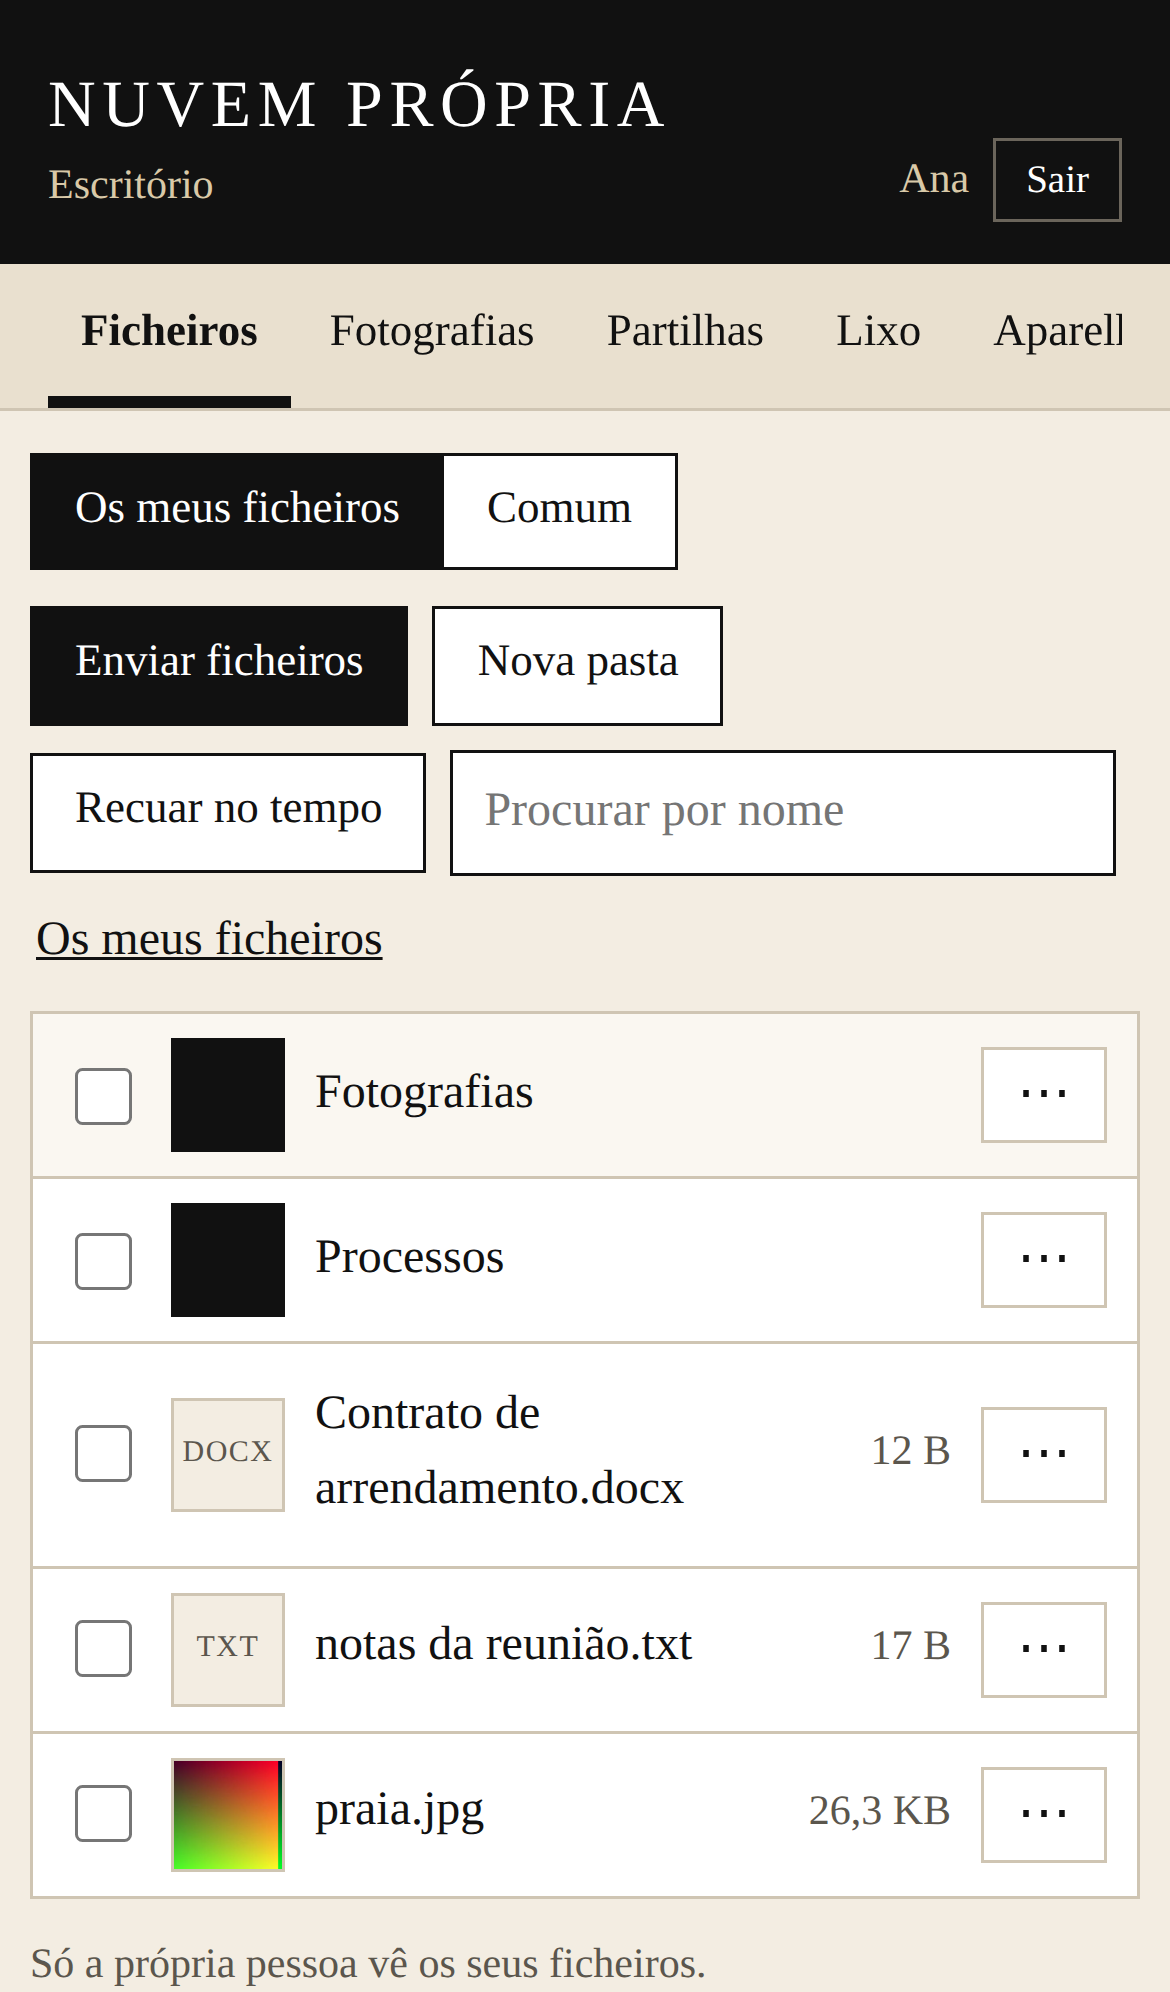 NUVEM PRÓPRIA
Escritório
Ana
Sair
Ficheiros
Fotografias
Partilhas
Lixo
Os meus ficheiros
Comum
Enviar ficheiros
Nova pasta
Recuar no tempo
Procurar por nome
Os meus ficheiros
Fotografias
...
Processos
...
DOCX
Contrato de
arrendamento.docx
12 B
...
TXT
notas da reunião.txt
17 B
...
praia.jpg
26,3 KB
...
Só a própria pessoa vê os seus ficheiros.